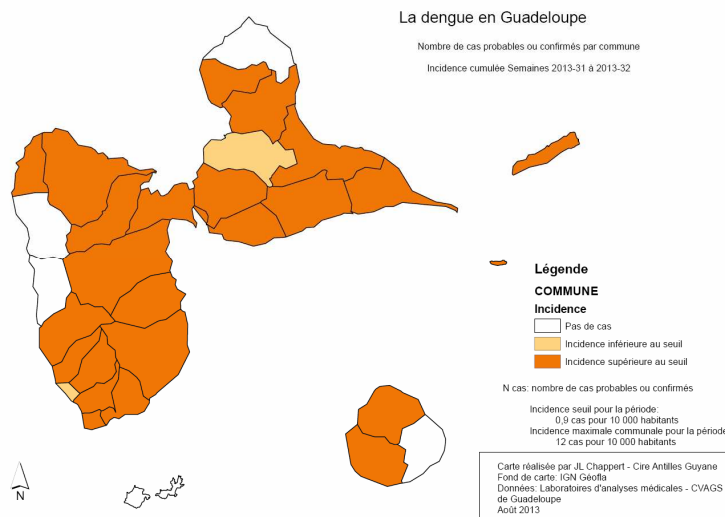 La dengue en Guadeloupe
Nombre de cas probables ou confirmés par commune
Incidence cumulée Semaines 2013-31 à 2013-32
Légende
COMMUNE
Incidence
Pas de cas
Incidence inférieure au seuil
Incidence supérieure au seuil
N cas: nombre de cas probables ou confirmés
Incidence seuil pour la période:
0,9 cas pour 10 000 habitants
Incidence maximale communale pour la période
12 cas pour 10 000 habitants
Carte réalisée par JL Chappert - Cire Antilles Guyane
Fond de carte: IGN Géofla
Données: Laboratoires d'analyses médicales - CVAGS
de Guadeloupe
Août 2013
N